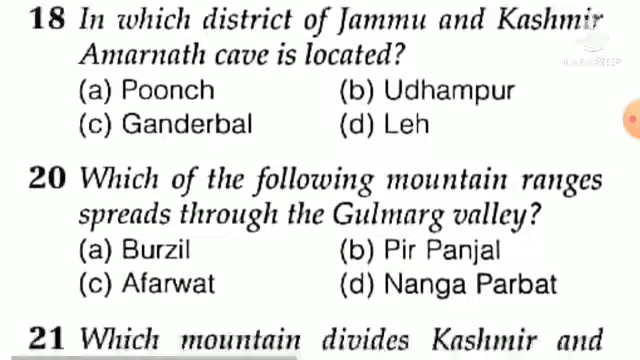 18 In which district of Jammu and Kashmir
Amarnath cave is located?
(a) Poonch (b) Udhampur
(c) Ganderbal (d) Leh
20 Which of the following mountain ranges
spreads through the Gulmarg valley?
(a) Burzil (b) Pir Panjal
(c) Afarwat (d) Nanga Parbat
21 Which mountain divides Kashmir and